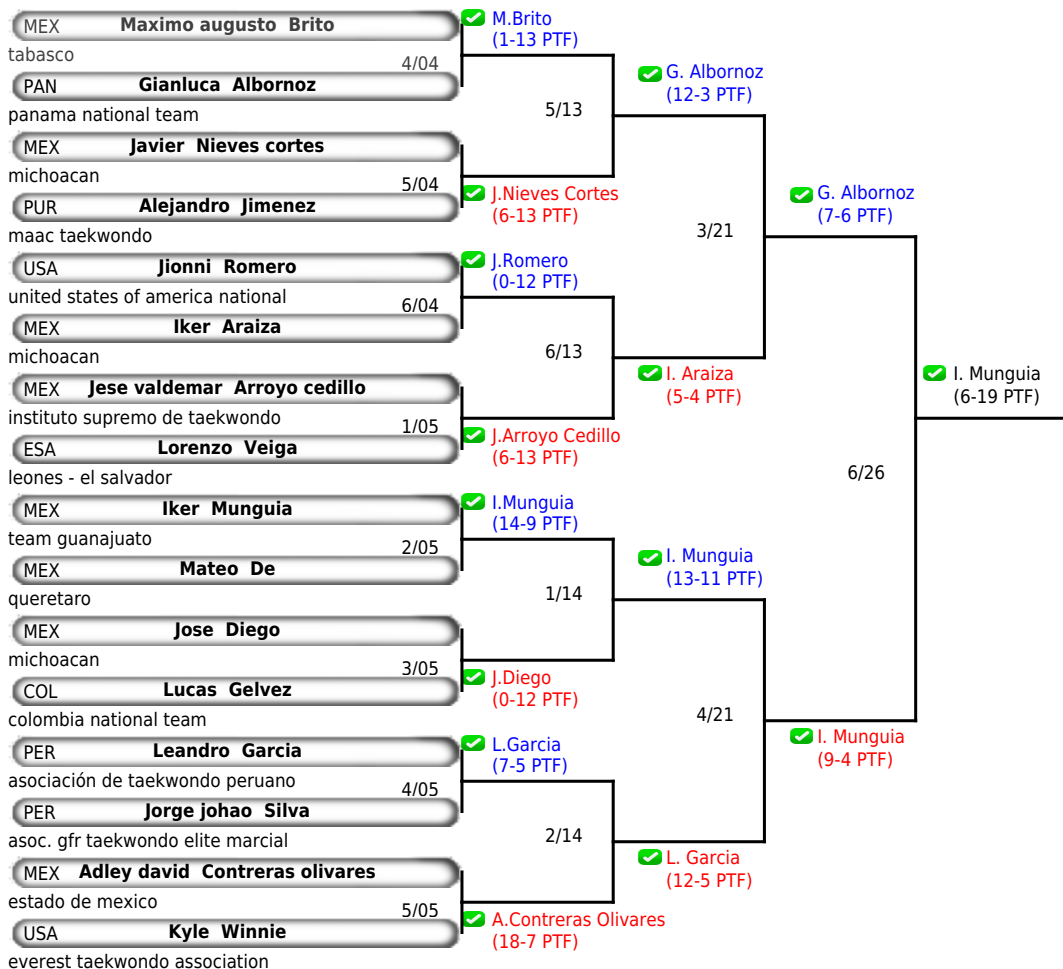 MEX Maximo augusto Brito
tabasco
4/04
PAN Gianluca Albornoz
panama national team
MEX Javier Nieves cortes
michoacan
5/04
PUR Alejandro Jimenez
maac taekwondo
USA Jionni Romero
united states of america national
6/04
MEX Iker Araiza
michoacan
MEX Jese valdemar Arroyo cedillo
instituto supremo de taekwondo
1/05
ESA Lorenzo Veiga
leones - el salvador
MEX Iker Munguia
team guanajuato
2/05
MEX Mateo De
queretaro
MEX Jose Diego
michoacan
3/05
COL Lucas Gelvez
colombia national team
PER Leandro Garcia
asociación de taekwondo peruano
4/05
PER Jorge johao Silva
asoc. gfr taekwondo elite marcial
MEX Adley david Contreras olivares
estado de mexico
5/05
USA Kyle Winnie
everest taekwondo association
M.Brito
(1-13 PTF)
5/13
J.Nieves Cortes
(6-13 PTF)
J.Romero
(0-12 PTF)
6/13
J.Arroyo Cedillo
(6-13 PTF)
I.Munguia
(14-9 PTF)
1/14
J.Diego
(0-12 PTF)
L.Garcia
(7-5 PTF)
2/14
A.Contreras Olivares
(18-7 PTF)
G. Albornoz
(12-3 PTF)
3/21
I. Araiza
(5-4 PTF)
I. Munguia
(13-11 PTF)
4/21
L. Garcia
(12-5 PTF)
G. Albornoz
(7-6 PTF)
6/26
I. Munguia
(9-4 PTF)
I. Munguia
(6-19 PTF)